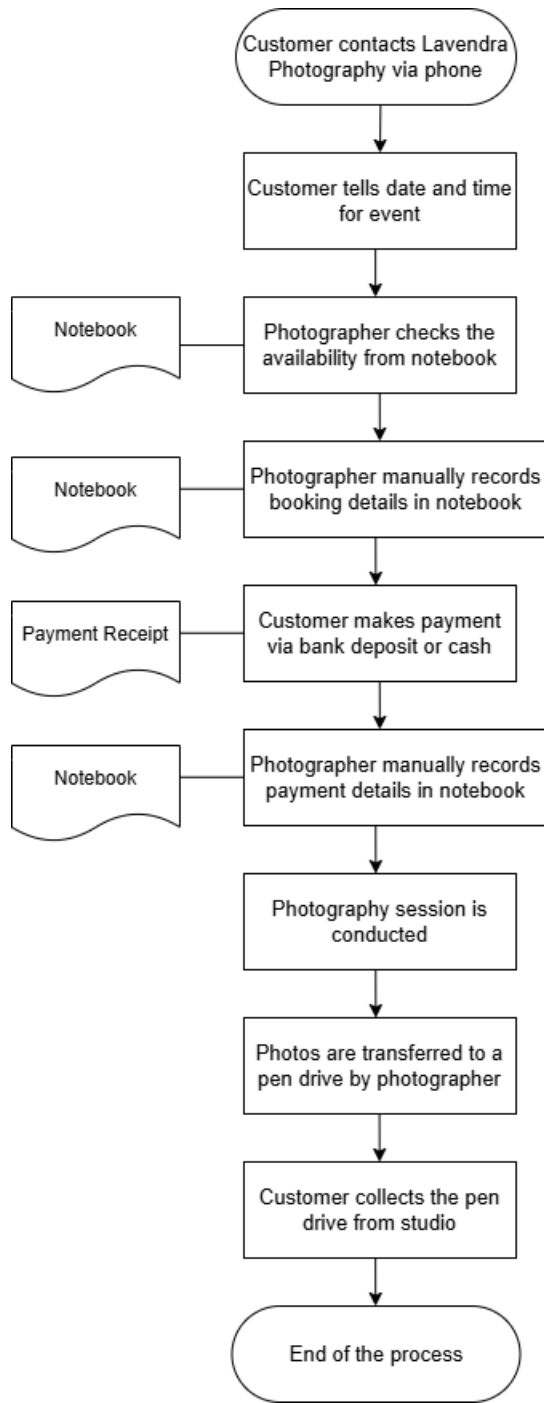 Customer contacts Lavendra
Photography via phone
Customer tells date and time
for event
Notebook
Photographer checks the
availability from notebook
Notebook
Photographer manually records
booking details in notebook
Payment Receipt
Customer makes payment
via bank deposit or cash
Notebook
Photographer manually records
payment details in notebook
Photography session is
conducted
Photos are transferred to a
pen drive by photographer
Customer collects the pen
drive from studio
End of the process